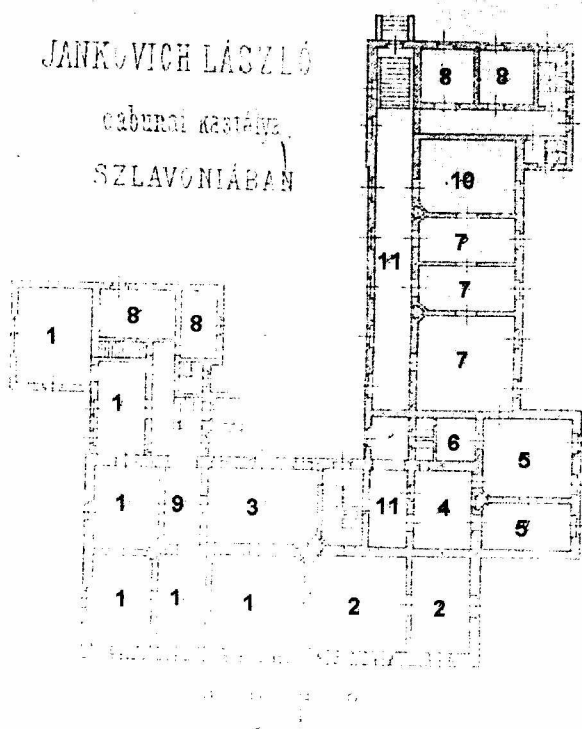 JANKOVICH LÁSZLÓ
cabunai kastélya
SZLAVONIÁBAN
8 8
10
7
11
7
1 8 8
7
1
6 5
1 9 3 11 4 5
1 1 1 2 2